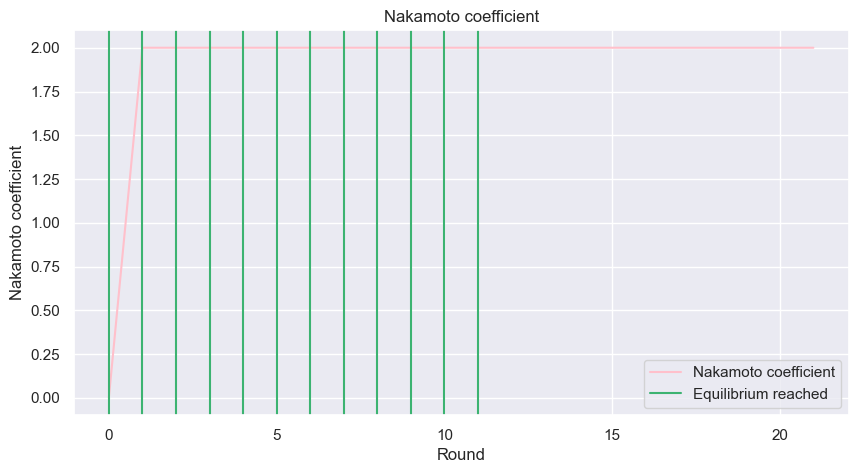 Nakamoto coefficient
Nakamoto coefficient
2.00
1.75
1.50
1.25
1.00
0.75
0.50
0.25
0.00
0 5 10 15 20
Round
Nakamoto coefficient
Equilibrium reached